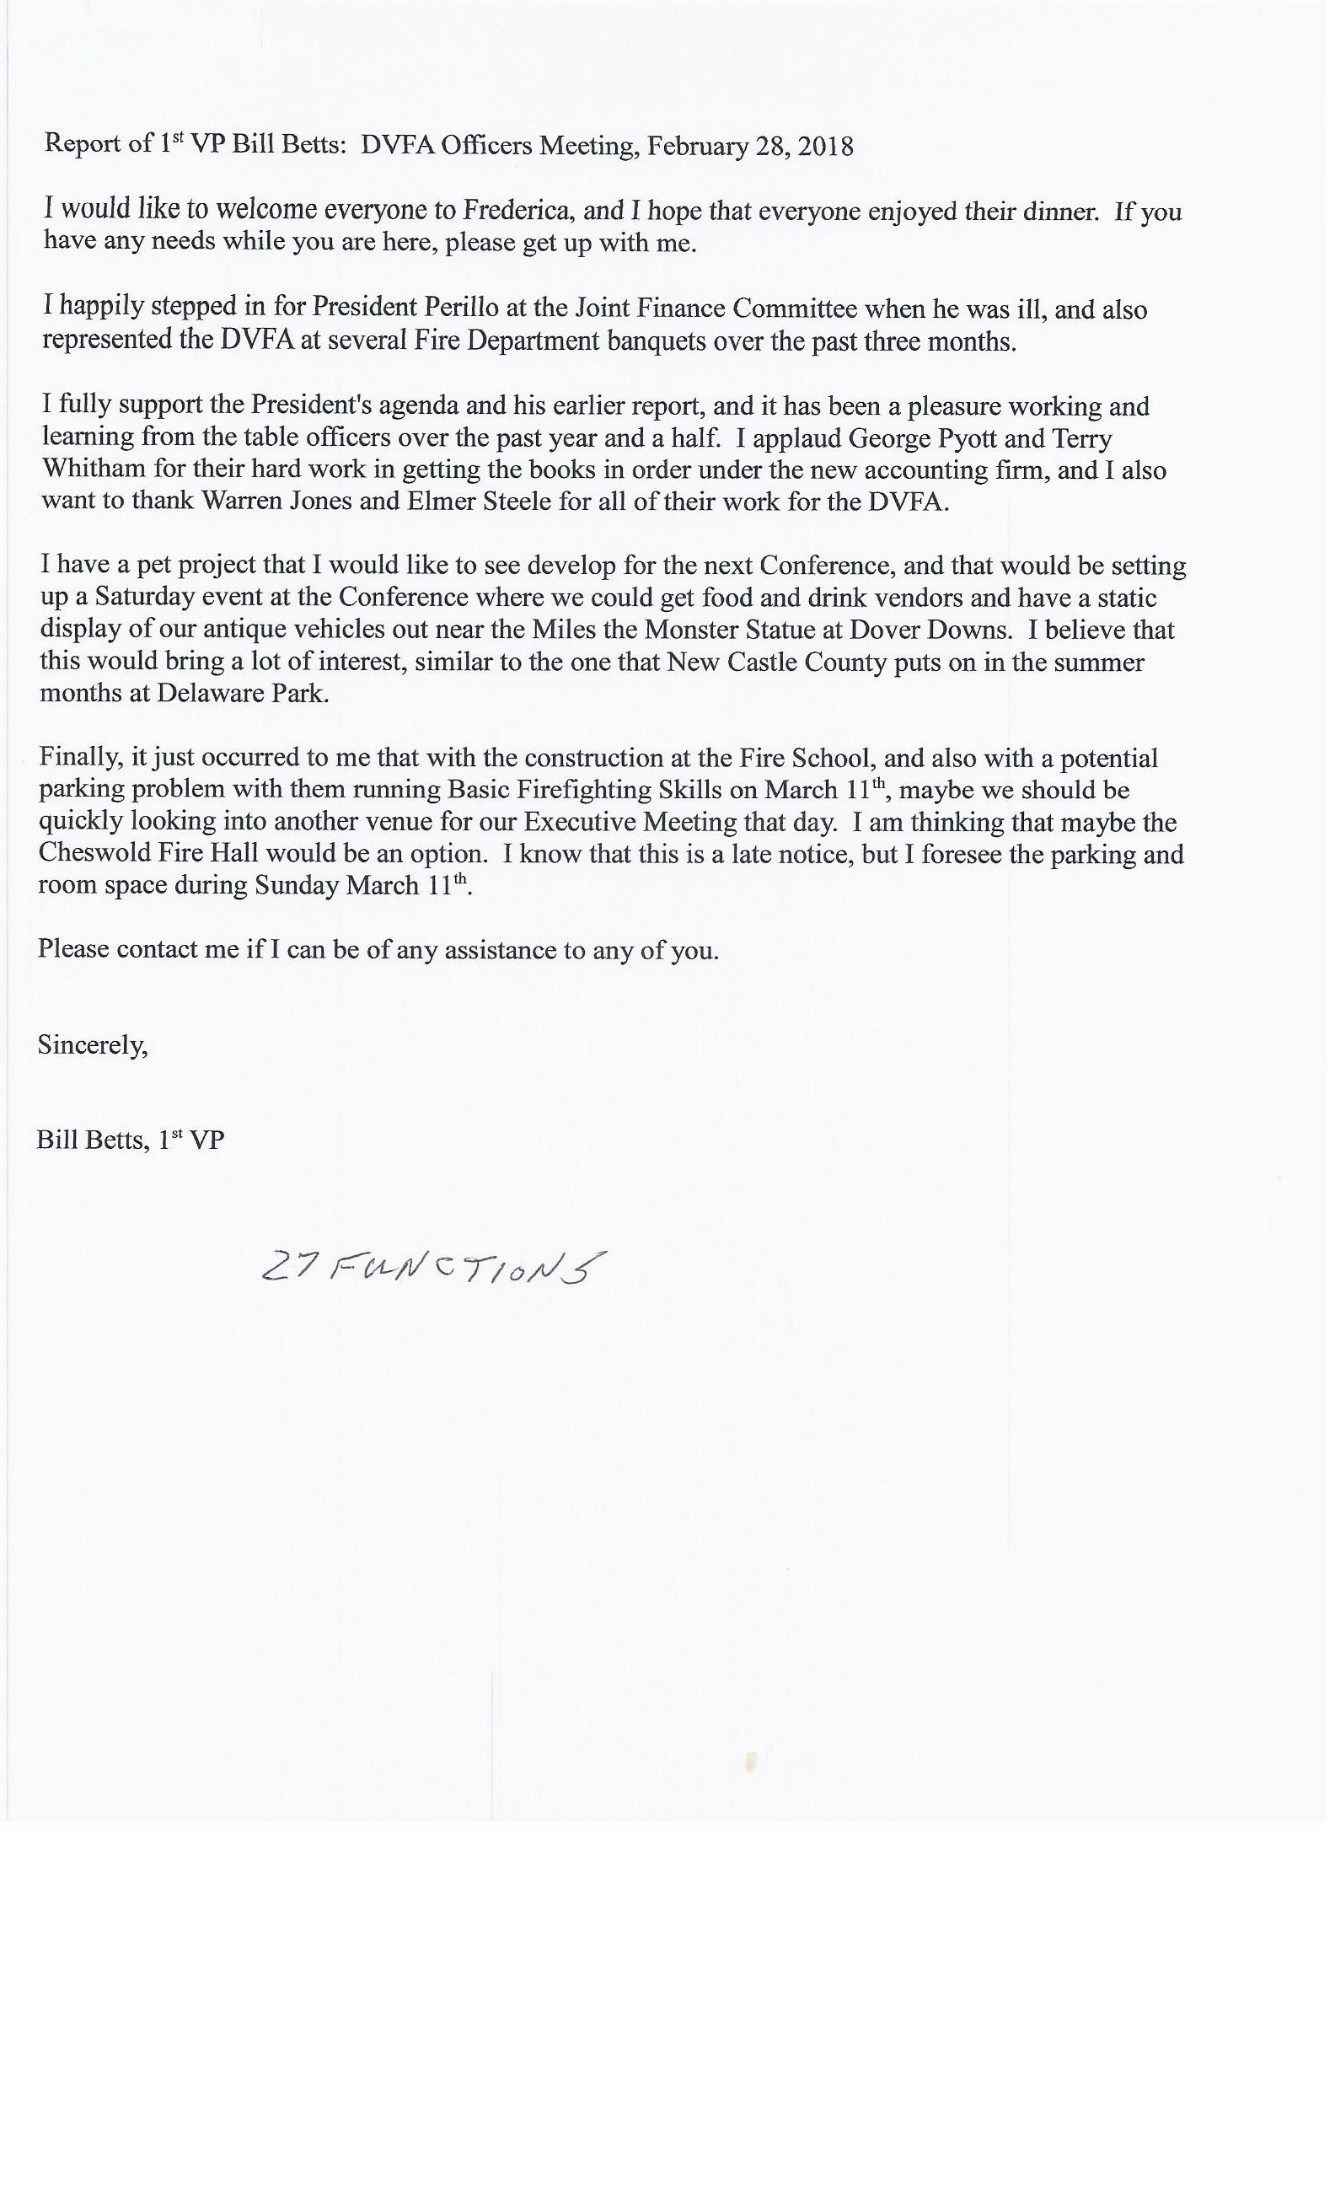 Report of 1st VP Bill Betts:  DVFA Officers Meeting, February 28, 2018
I would like to welcome everyone to Frederica, and I hope that everyone enjoyed their dinner.  If you
have any needs while you are here, please get up with me.
I happily stepped in for President Perillo at the Joint Finance Committee when he was ill, and also
represented the DVFA at several Fire Department banquets over the past three months.
I fully support the President's agenda and his earlier report, and it has been a pleasure working and
learning from the table officers over the past year and a half.  I applaud George Pyott and Terry
Whitham for their hard work in getting the books in order under the new accounting firm, and I also
want to thank Warren Jones and Elmer Steele for all of their work for the DVFA.
I have a pet project that I would like to see develop for the next Conference, and that would be setting
up a Saturday event at the Conference where we could get food and drink vendors and have a static
display of our antique vehicles out near the Miles the Monster Statue at Dover Downs.  I believe that
this would bring a lot of interest, similar to the one that New Castle County puts on in the summer
months at Delaware Park.
Finally, it just occurred to me that with the construction at the Fire School, and also with a potential
parking problem with them running Basic Firefighting Skills on March 11th, maybe we should be
quickly looking into another venue for our Executive Meeting that day.  I am thinking that maybe the
Cheswold Fire Hall would be an option.  I know that this is a late notice, but I foresee the parking and
room space during Sunday March 11th.
Please contact me if I can be of any assistance to any of you.
Sincerely,
Bill Betts, 1st VP
27 FUNCTIONS